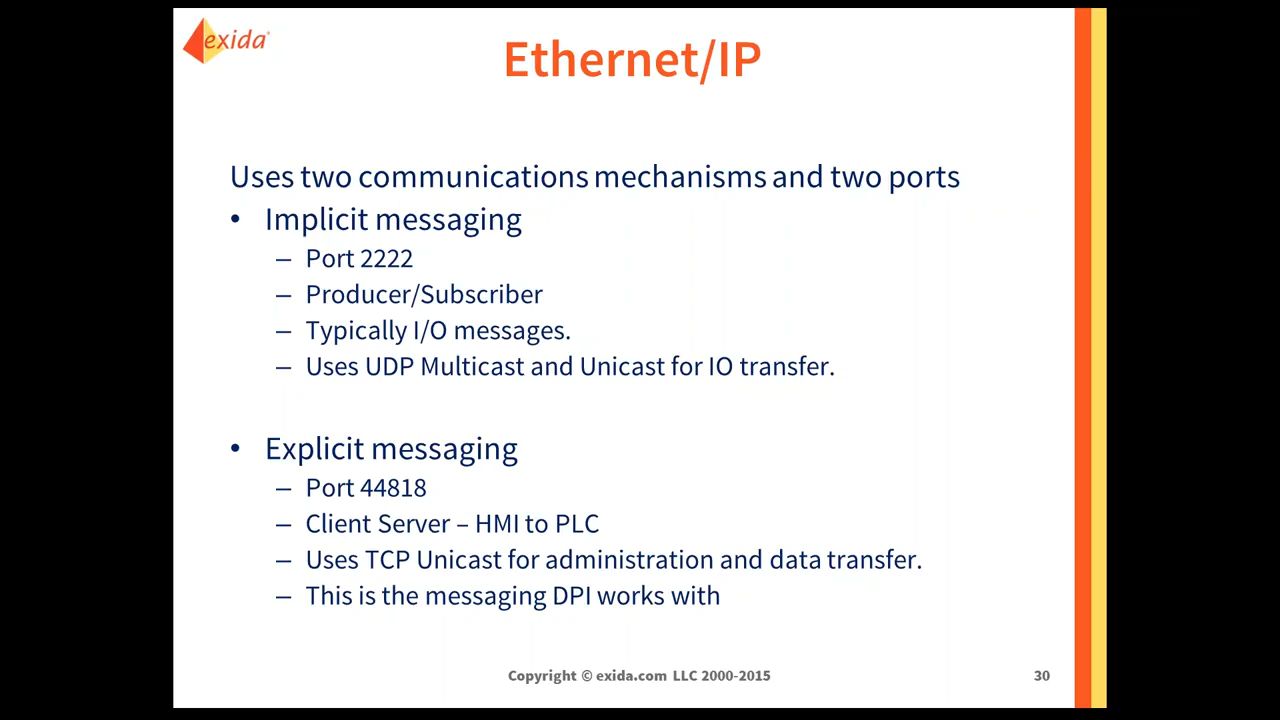 exida
Ethernet/IP
Uses two communications mechanisms and two ports
• Implicit messaging
– Port 2222
– Producer/Subscriber
– Typically I/O messages.
– Uses UDP Multicast and Unicast for IO transfer.
• Explicit messaging
– Port 44818
– Client Server – HMI to PLC
– Uses TCP Unicast for administration and data transfer.
– This is the messaging DPI works with
Copyright © exida.com LLC 2000-2015
30